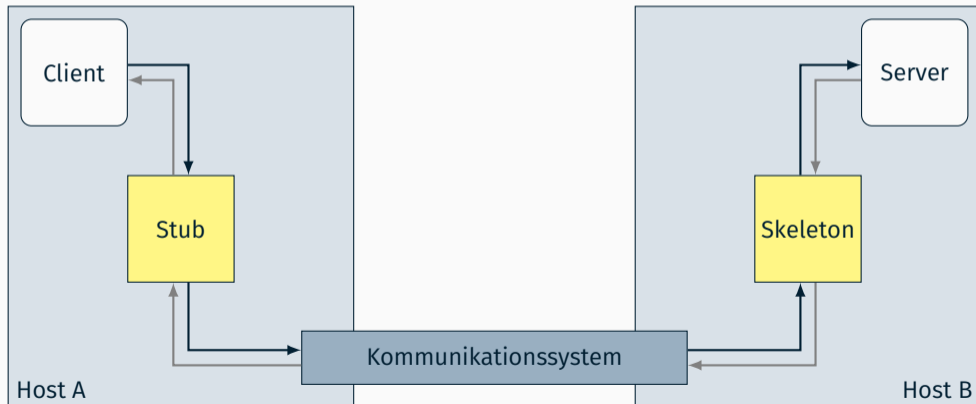 Client
Server
Stub
Skeleton
Kommunikationssystem
Host A
Host B